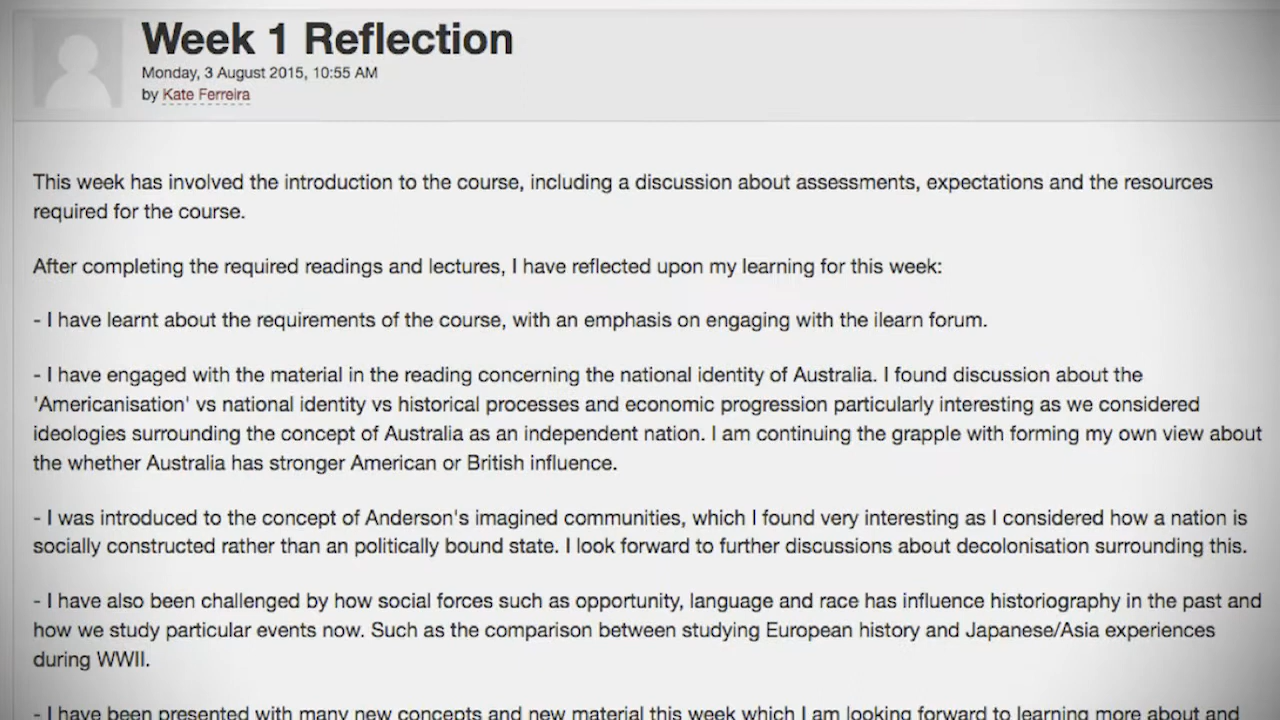 Week 1 Reflection
Monday, 3 August 2015, 10:55 AM
by Kate Ferreira
This week has involved the introduction to the course, including a discussion about assessments, expectations and the resources
required for the course.
After completing the required readings and lectures, I have reflected upon my learning for this week:
- I have learnt about the requirements of the course, with an emphasis on engaging with the ilearn forum.
- I have engaged with the material in the reading concerning the national identity of Australia. I found discussion about the
'Americanisation' vs national identity vs historical processes and economic progression particularly interesting as we considered
ideologies surrounding the concept of Australia as an independent nation. I am continuing the grapple with forming my own view about
the whether Australia has stronger American or British influence.
- I was introduced to the concept of Anderson's imagined communities, which I found very interesting as I considered how a nation is
socially constructed rather than an politically bound state. I look forward to further discussions about decolonisation surrounding this.
- I have also been challenged by how social forces such as opportunity, language and race has influence historiography in the past and
how we study particular events now. Such as the comparison between studying European history and Japanese/Asia experiences
during WWII.
- I have been presented with many new concepts and new material this week which I am looking forward to learning more about and